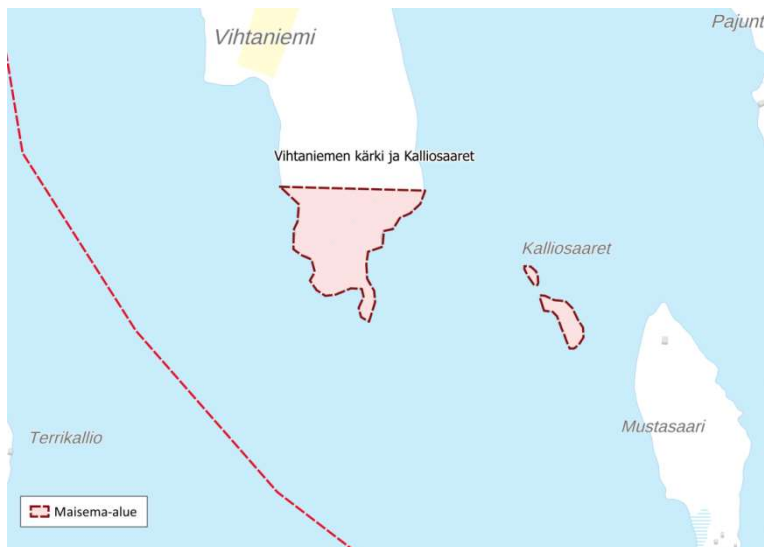 Vihtaniemi
Pajunt
Vihtaniemen kärki ja Kalliosaaret
Kalliosaaret
Mustasaari
Terrikallio
Maisema-alue